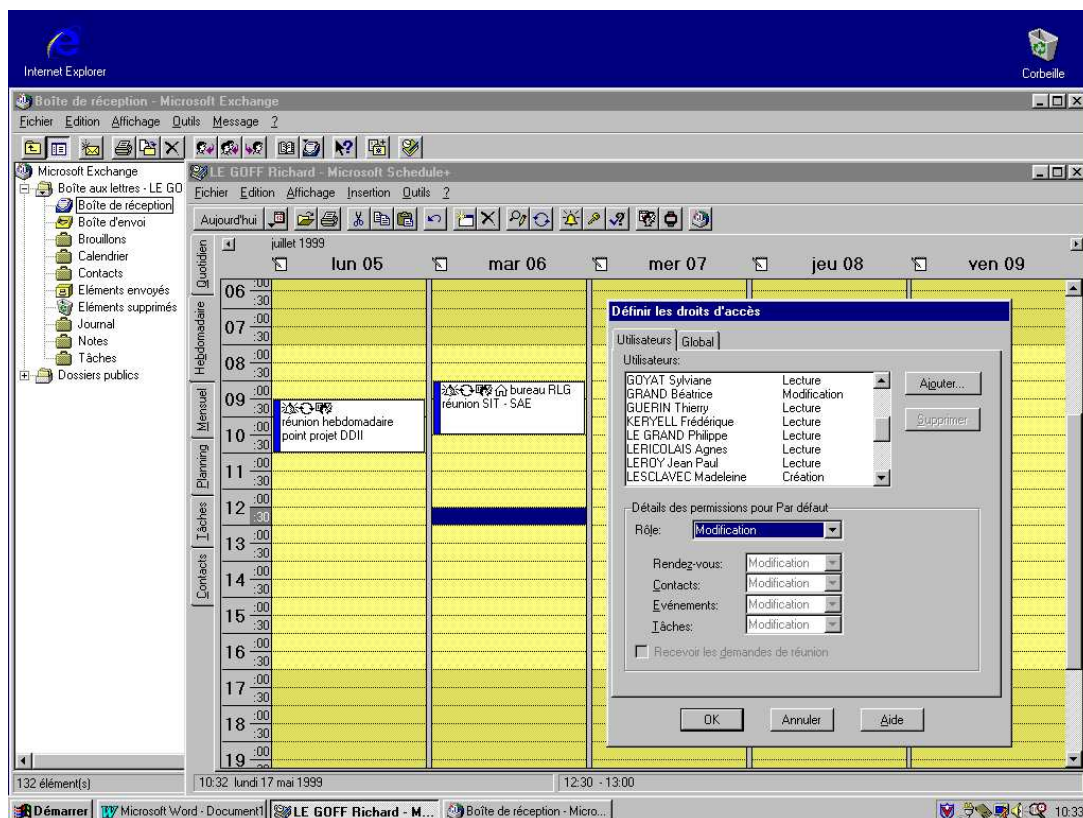 Internet Explorer
Corbeille
Boîte de réception - Microsoft Exchange
Fichier Edition Affichage Outils Message ?
Microsoft Exchange
Boîte aux lettres - LE GO
Boîte de réception
Boîte d'envoi
Brouillons
Calendrier
Contacts
Eléments envoyés
Eléments supprimés
Journal
Notes
Tâches
Dossiers publics
132 élément(s)
LE GOFF Richard - Microsoft Schedule+
Fichier Edition Affichage Insertion Outils ?
Aujourd'hui
Quotidien
Hebdomadaire
Mensuel
Planning
Tâches
Contacts
juillet 1999
lun 05 mar 06 mer 07 jeu 08 ven 09
06 :00
:30
07 :00
:30
08 :00
:30
09 :00
:30
10 :00
:30
11 :00
:30
12 :00
:30
13 :00
:30
14 :00
:30
15 :00
:30
16 :00
:30
17 :00
:30
18 :00
:30
19 :00
réunion hebdomadaire
point projet DDII
bureau RLG
réunion SIT - SAE
Définir les droits d'accès
Utilisateurs Global
Utilisateurs:
GOYAT Sylviane Lecture
GRAND Béatrice Modification
GUERIN Thierry Lecture
KERYELL Frédérique Lecture
LE GRAND Philippe Lecture
LERICOLAIS Agnes Lecture
LEROY Jean Paul Lecture
LESCLAVEC Madeleine Création
Ajouter...
Supprimer
Détails des permissions pour Par défaut
Rôle: Modification
Rendez-vous: Modification
Contacts: Modification
Evénements: Modification
Tâches: Modification
Recevoir les demandes de réunion
OK Annuler Aide
10:32 lundi 17 mai 1999 12:30 - 13:00
Démarrer Microsoft Word - Document1 LE GOFF Richard - M... Boîte de réception - Micro... 10:33